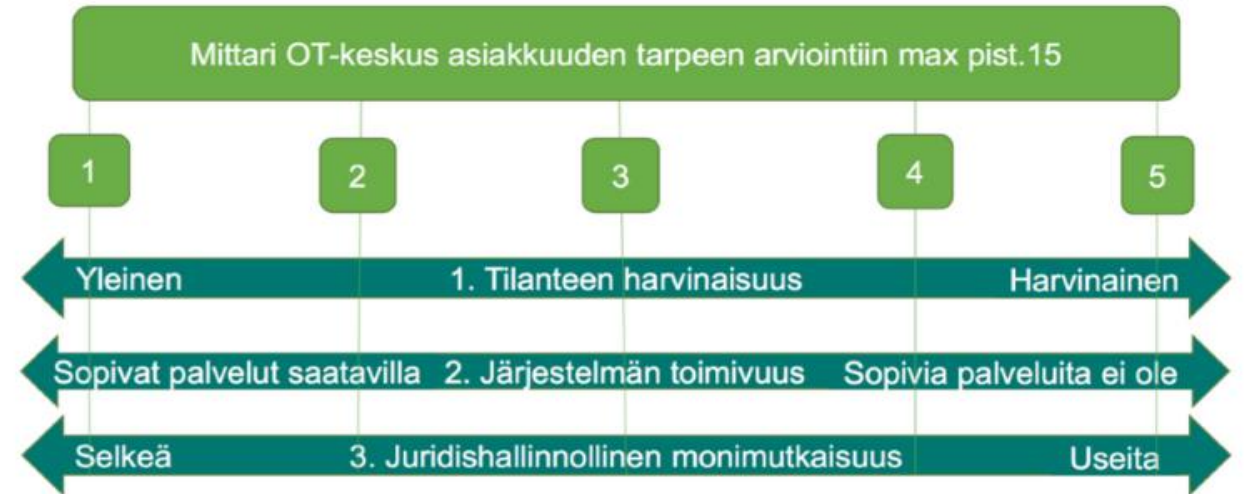 Mittari OT-keskus asiakkuuden tarpeen arviointiin max pist.15
1 2 3 4 5
Yleinen 1. Tilanteen harvinaisuus Harvinainen
Sopivat palvelut saatavilla 2. Järjestelmän toimivuus Sopivia palveluita ei ole
Selkeä 3. Juridishallinnollinen monimutkaisuus Useita